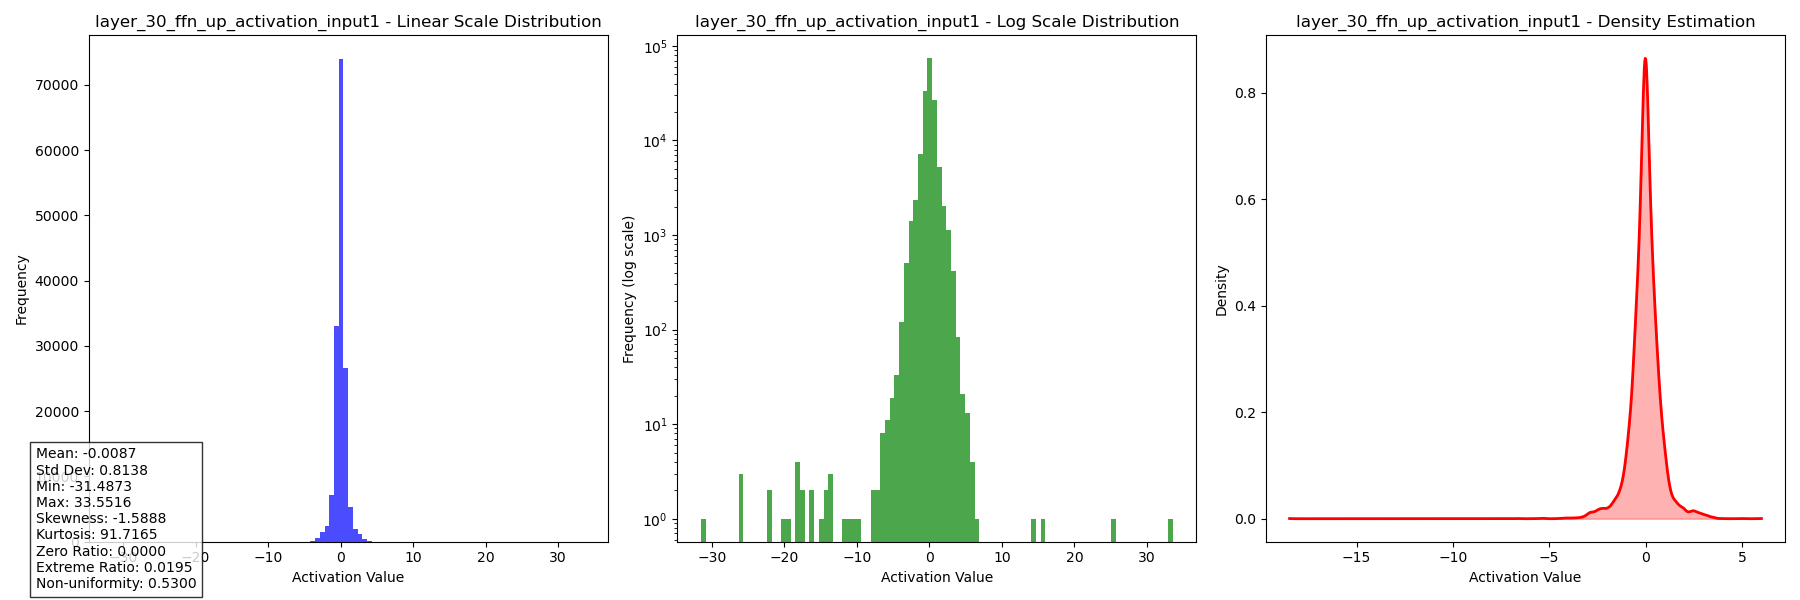 layer_30_ffn_up_activation_input1 - Linear Scale Distribution
Frequency
70000
60000
50000
40000
30000
20000
10000
0
−30
−20
−10
0
10
20
30
Activation Value
Mean: -0.0087
Std Dev: 0.8138
Min: -31.4873
Max: 33.5516
Skewness: -1.5888
Kurtosis: 91.7165
Zero Ratio: 0.0000
Extreme Ratio: 0.0195
Non-uniformity: 0.5300
layer_30_ffn_up_activation_input1 - Log Scale Distribution
Frequency (log scale)
10⁵
10⁴
10³
10²
10¹
10⁰
−30
−20
−10
0
10
20
30
Activation Value
layer_30_ffn_up_activation_input1 - Density Estimation
Density
0.8
0.6
0.4
0.2
0.0
−15
−10
−5
0
5
Activation Value